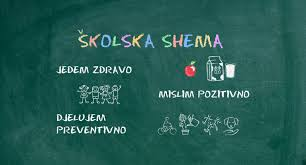 ŠKOLSKA SHEMA
JEDEM ZDRAVO
MISLIM POZITIVNO
DJELUJEM
PREVENTIVNO